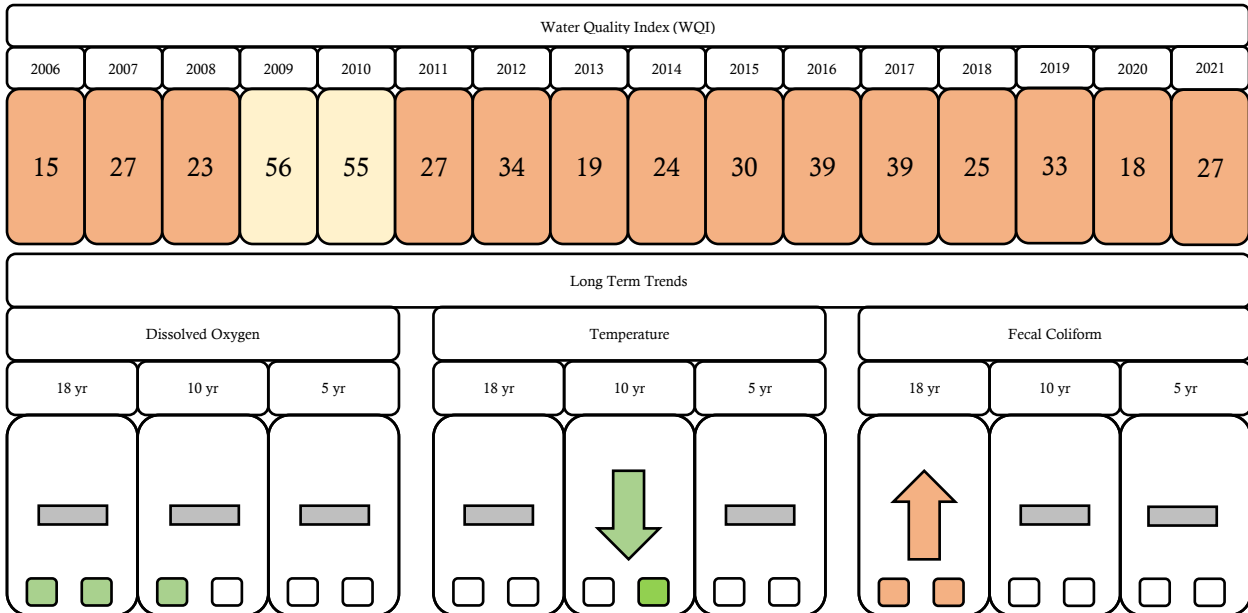 Water Quality Index (WQI)
2006 2007 2008 2009 2010 2011 2012 2013 2014 2015 2016 2017 2018 2019 2020 2021
15 27 23 56 55 27 34 19 24 30 39 39 25 33 18 27
Long Term Trends
Dissolved Oxygen Temperature Fecal Coliform
18 yr 10 yr 5 yr 18 yr 10 yr 5 yr 18 yr 10 yr 5 yr